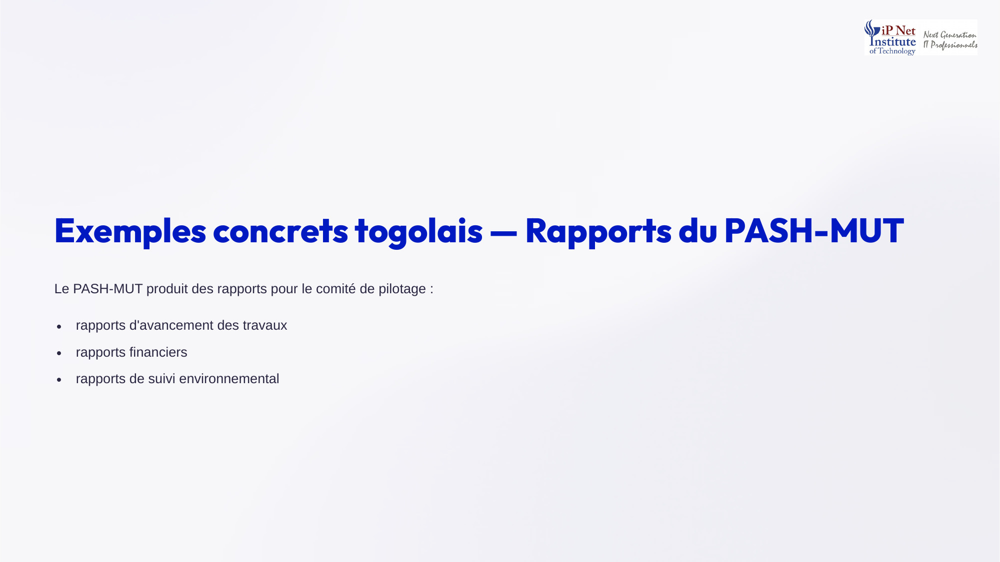 iP Net
Institute
of Technology
Next Generation
IT Professionnels
Exemples concrets togolais — Rapports du PASH-MUT
Le PASH-MUT produit des rapports pour le comité de pilotage :
• rapports d'avancement des travaux
• rapports financiers
• rapports de suivi environnemental